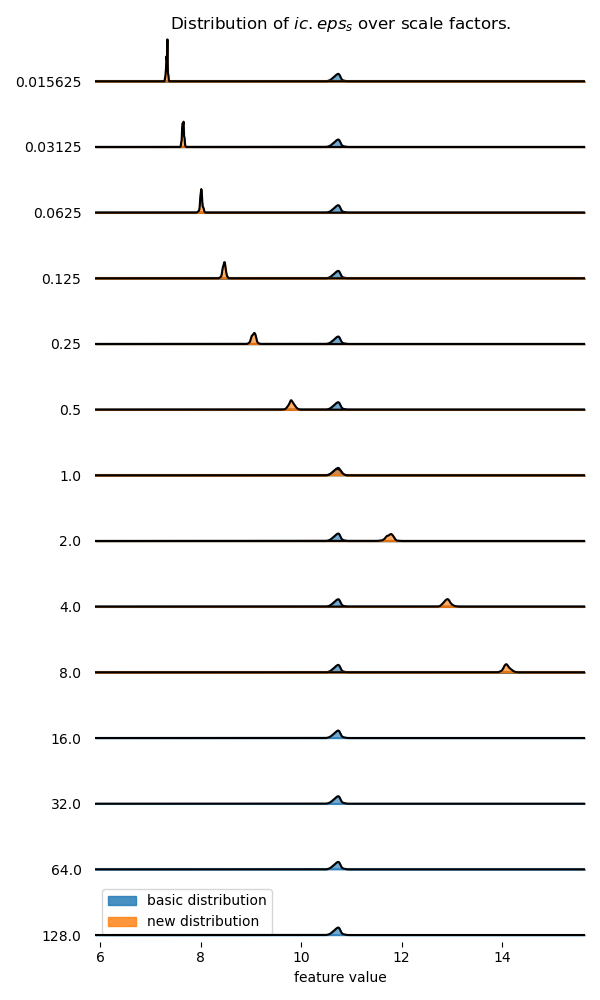 Distribution of ic.eps_s over scale factors.
0.015625
0.03125
0.0625
0.125
0.25
0.5
1.0
2.0
4.0
8.0
16.0
32.0
64.0
basic distribution
new distribution
128.0
6 8 10 12 14
feature value